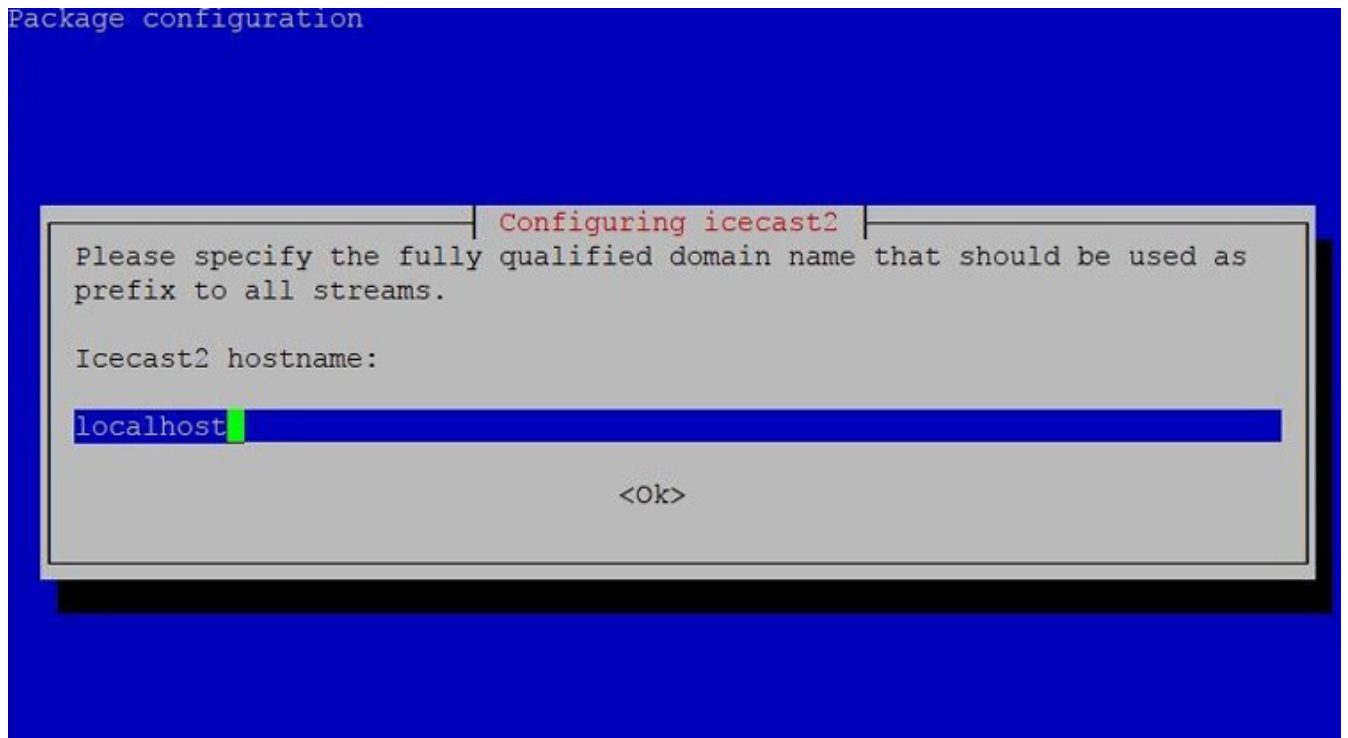 Package configuration
Configuring icecast2
Please specify the fully qualified domain name that should be used as
prefix to all streams.
Icecast2 hostname:
localhost
<Ok>